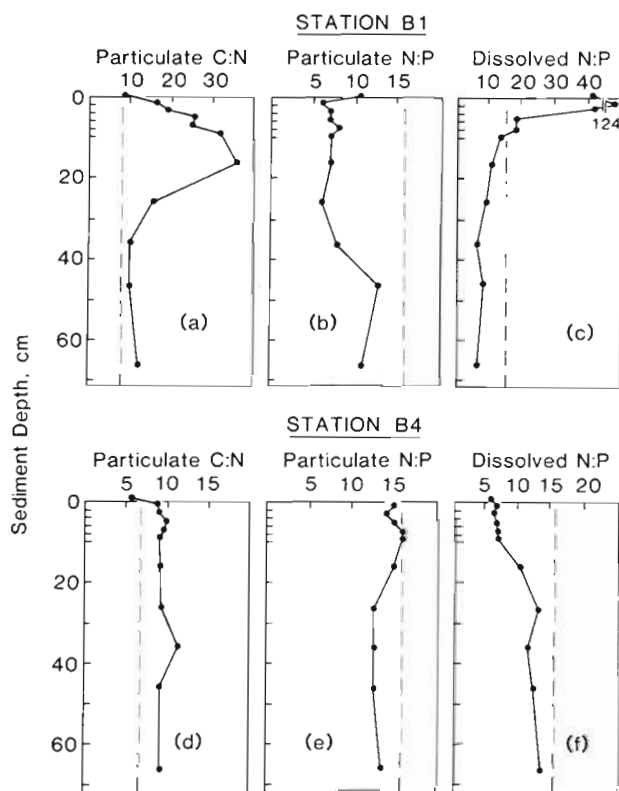 STATION B1
Particulate C:N
Particulate N:P
Dissolved N:P
10 20 30
5 10 15
10 20 30 40
0
20
40
60
124
(a)
(b)
(c)
Sediment Depth, cm
STATION B4
Particulate C:N
Particulate N:P
Dissolved N:P
5 10 15
5 10 15
5 10 15 20
0
20
40
60
(d)
(e)
(f)